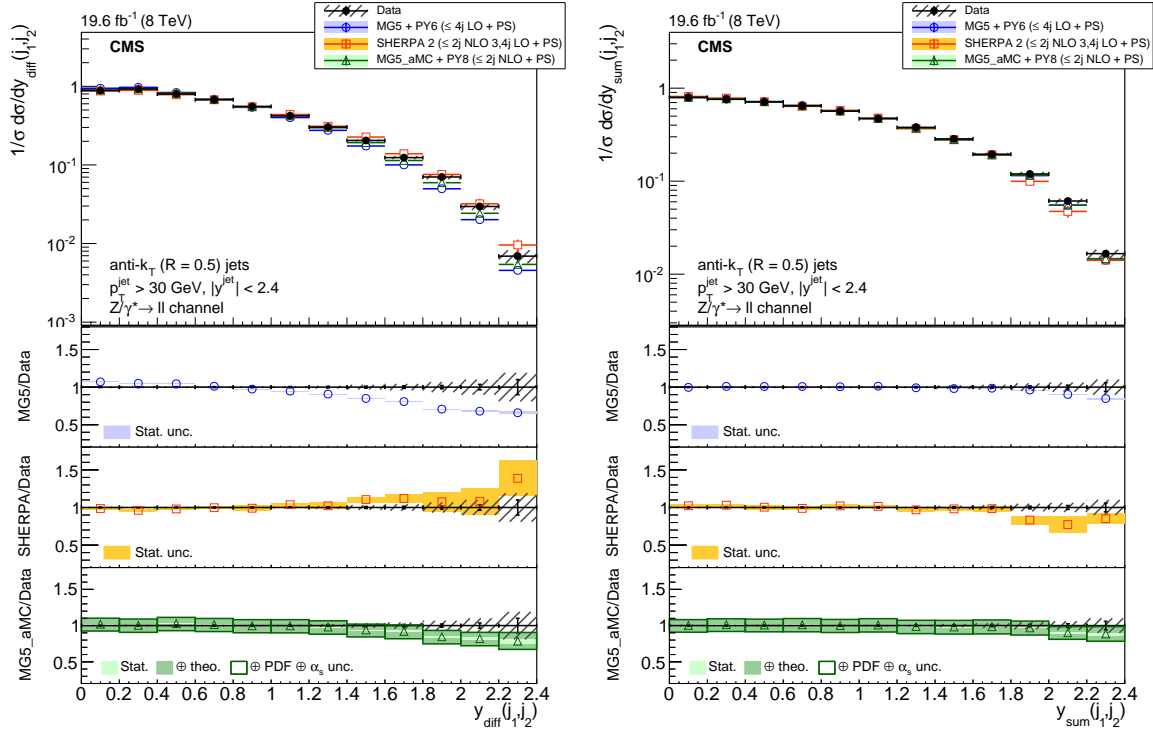 19.6 fb⁻¹ (8 TeV)
CMS
Data
MG5 + PY6 (≤ 4j LO + PS)
SHERPA 2 (≤ 2j NLO 3,4j LO + PS)
MG5_aMC + PY8 (≤ 2j NLO + PS)
1/σ dσ/dy_diff(j_1,j_2)
1
10⁻¹
10⁻²
10⁻³
anti-k_T (R = 0.5) jets
p_T^jet > 30 GeV, |y^jet| < 2.4
Z/γ* → ll channel
MG5/Data
1.5
1
0.5
Stat. unc.
SHERPA/Data
1.5
1
0.5
Stat. unc.
MG5_aMC/Data
1.5
1
0.5
Stat. ⊕ theo. ⊕ PDF ⊕ α_s unc.
0 0.2 0.4 0.6 0.8 1 1.2 1.4 1.6 1.8 2 2.2 2.4
y_diff(j_1,j_2)
19.6 fb⁻¹ (8 TeV)
CMS
Data
MG5 + PY6 (≤ 4j LO + PS)
SHERPA 2 (≤ 2j NLO 3,4j LO + PS)
MG5_aMC + PY8 (≤ 2j NLO + PS)
1/σ dσ/dy_sum(j_1,j_2)
1
10⁻¹
10⁻²
anti-k_T (R = 0.5) jets
p_T^jet > 30 GeV, |y^jet| < 2.4
Z/γ* → ll channel
MG5/Data
1.5
1
0.5
Stat. unc.
SHERPA/Data
1.5
1
0.5
Stat. unc.
MG5_aMC/Data
1.5
1
0.5
Stat. ⊕ theo. ⊕ PDF ⊕ α_s unc.
0 0.2 0.4 0.6 0.8 1 1.2 1.4 1.6 1.8 2 2.2 2.4
y_sum(j_1,j_2)